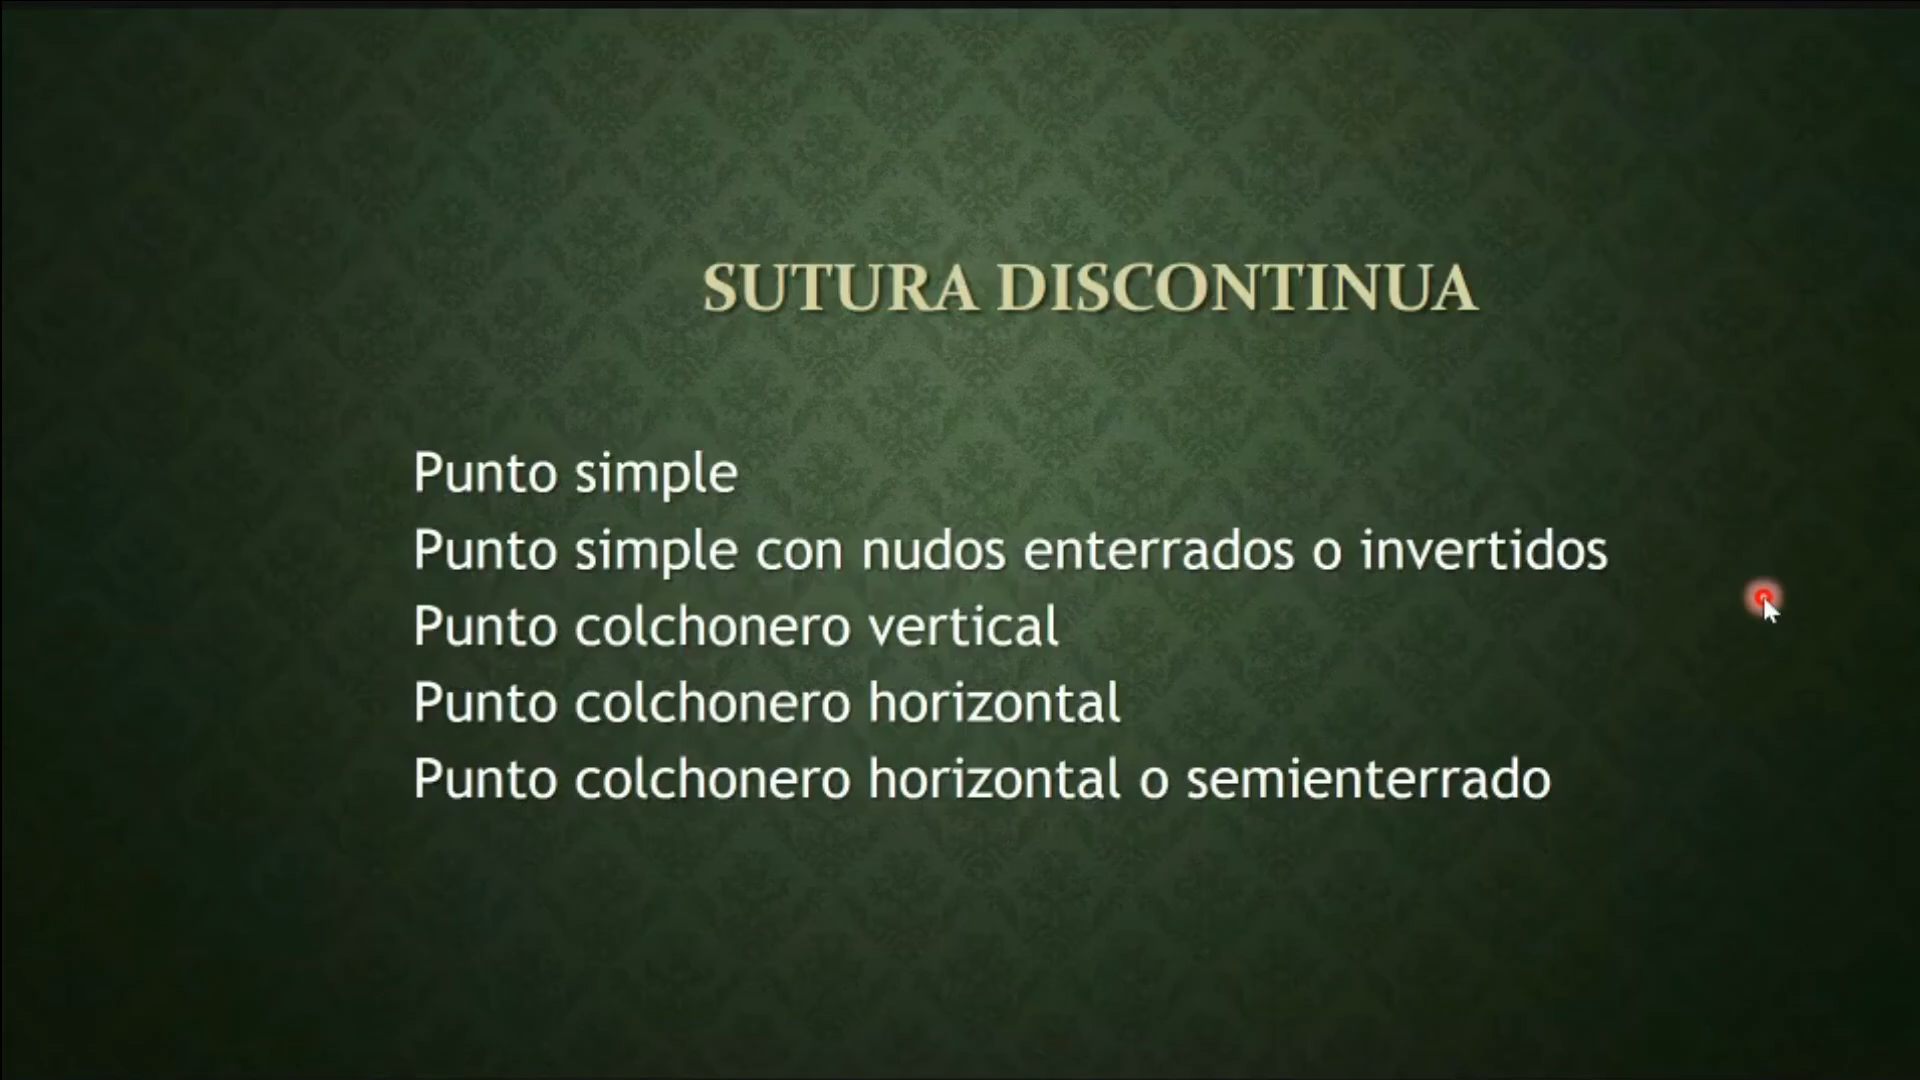 SUTURA DISCONTINUA
Punto simple
Punto simple con nudos enterrados o invertidos
Punto colchonero vertical
Punto colchonero horizontal
Punto colchonero horizontal o semienterrado